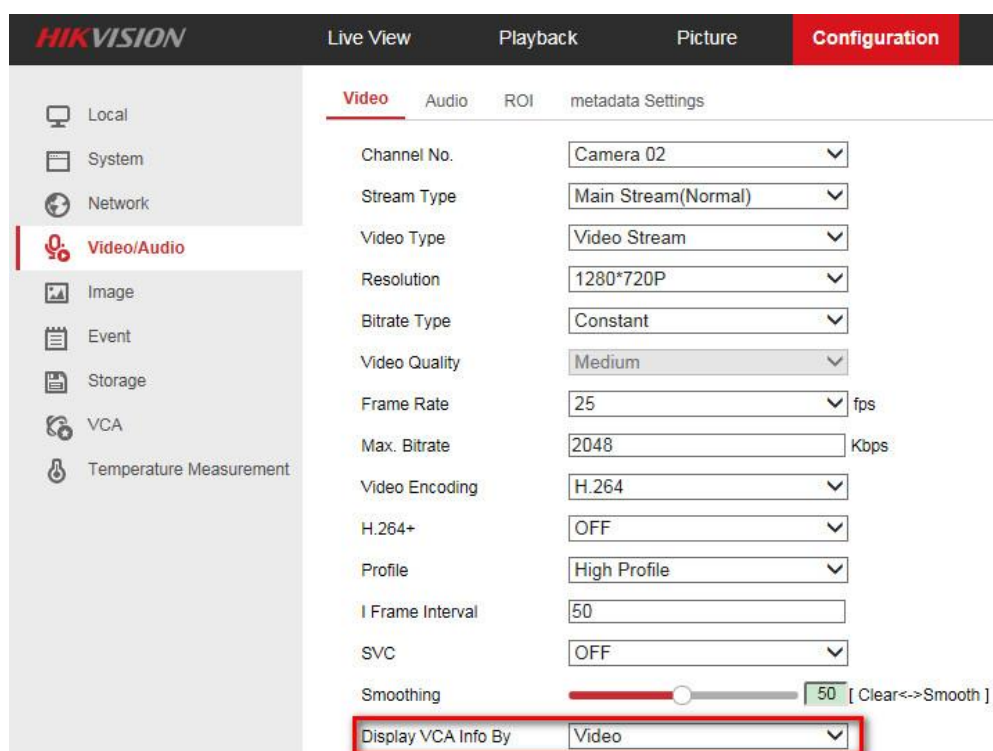 HIKVISION Live View Playback Picture Configuration
Video Audio ROI metadata Settings
Local
System
Network
Video/Audio
Image
Event
Storage
VCA
Temperature Measurement
Channel No. Camera 02
Stream Type Main Stream(Normal)
Video Type Video Stream
Resolution 1280*720P
Bitrate Type Constant
Video Quality Medium
Frame Rate 25 fps
Max. Bitrate 2048 Kbps
Video Encoding H.264
H.264+ OFF
Profile High Profile
I Frame Interval 50
SVC OFF
Smoothing 50 [ Clear<->Smooth ]
Display VCA Info By Video